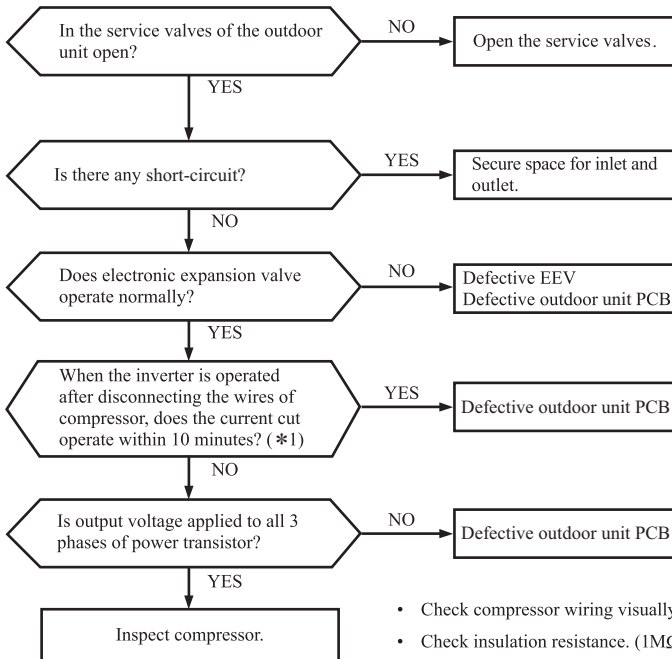 In the service valves of the outdoor
unit open?
NO
Open the service valves.
YES
Is there any short-circuit?
YES
Secure space for inlet and
outlet.
NO
Does electronic expansion valve
operate normally?
NO
Defective EEV
Defective outdoor unit PCB
YES
When the inverter is operated
after disconnecting the wires of
compressor, does the current cut
operate within 10 minutes? (∗1)
YES
Defective outdoor unit PCB
NO
Is output voltage applied to all 3
phases of power transistor?
NO
Defective outdoor unit PCB
YES
Inspect compressor.
• Check compressor wiring visually
• Check insulation resistance. (1MΩ